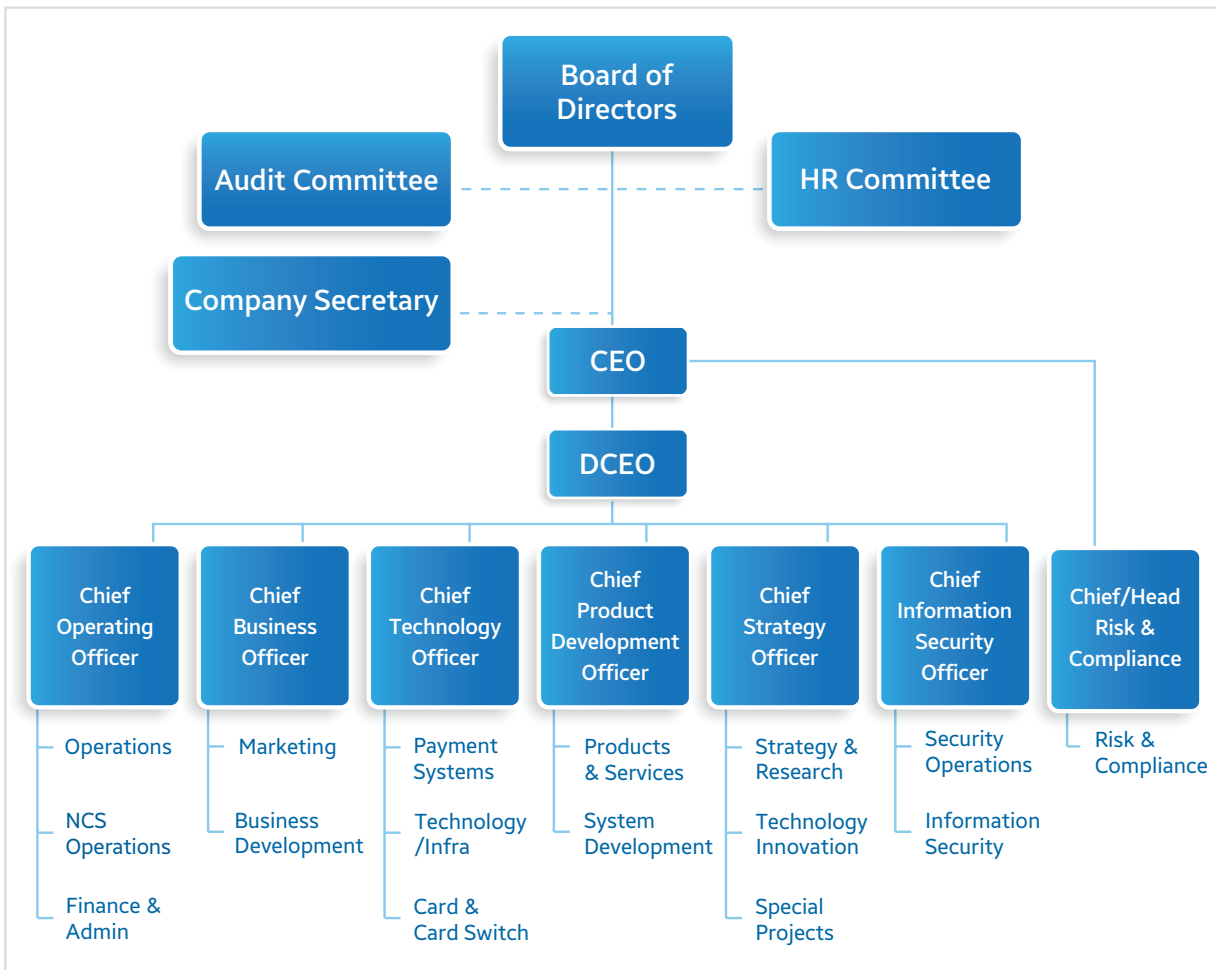 Board of
Directors
Audit Committee
HR Committee
Company Secretary
CEO
DCEO
Chief
Operating
Officer
Chief
Business
Officer
Chief
Technology
Officer
Chief
Product
Development
Officer
Chief
Strategy
Officer
Chief
Information
Security
Officer
Chief/Head
Risk &
Compliance
Operations
NCS
Operations
Finance &
Admin
Marketing
Business
Development
Payment
Systems
Technology
/Infra
Card &
Card Switch
Products
& Services
System
Development
Strategy &
Research
Technology
Innovation
Special
Projects
Security
Operations
Information
Security
Risk &
Compliance